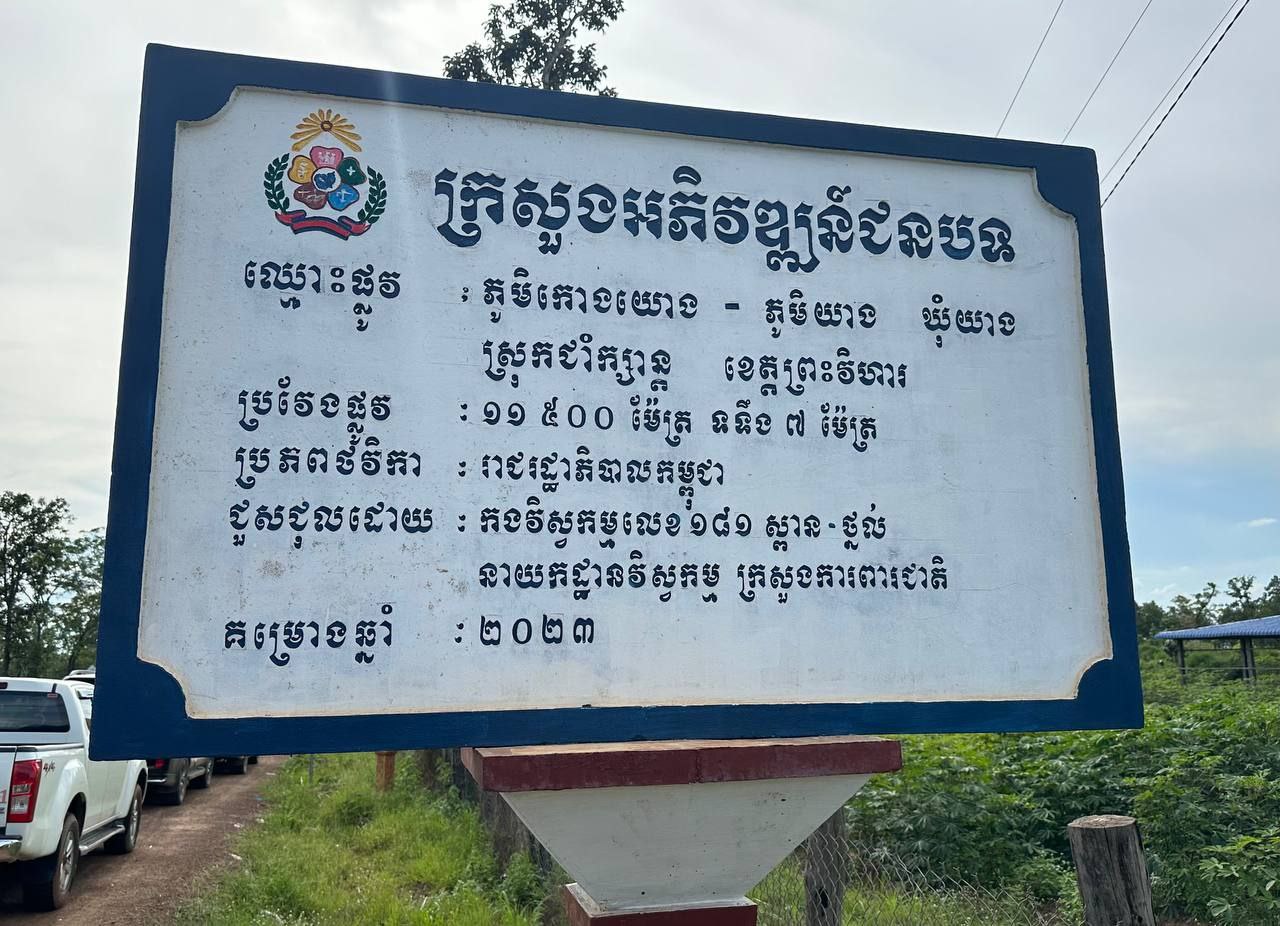 ក្រសួងអភិវឌ្ឍន៍ជនបទ
ឈ្មោះផ្លូវ : ភូមិកោងយោង - ភូមិយាង ឃុំយាង
ស្រុកជាំក្សាន្ត ខេត្តព្រះវិហារ
ប្រវែងផ្លូវ : ១១ ៥០០ ម៉ែត្រ ទទឹង ៧ ម៉ែត្រ
ប្រភពថវិកា : រាជរដ្ឋាភិបាលកម្ពុជា
ជួសជុលដោយ : កងវិស្វកម្មលេខ ១៨១ ស្ពាន - ថ្នល់
នាយកដ្ឋានវិស្វកម្ម ក្រសួងការពារជាតិ
គម្រោងឆ្នាំ : ២០២៣